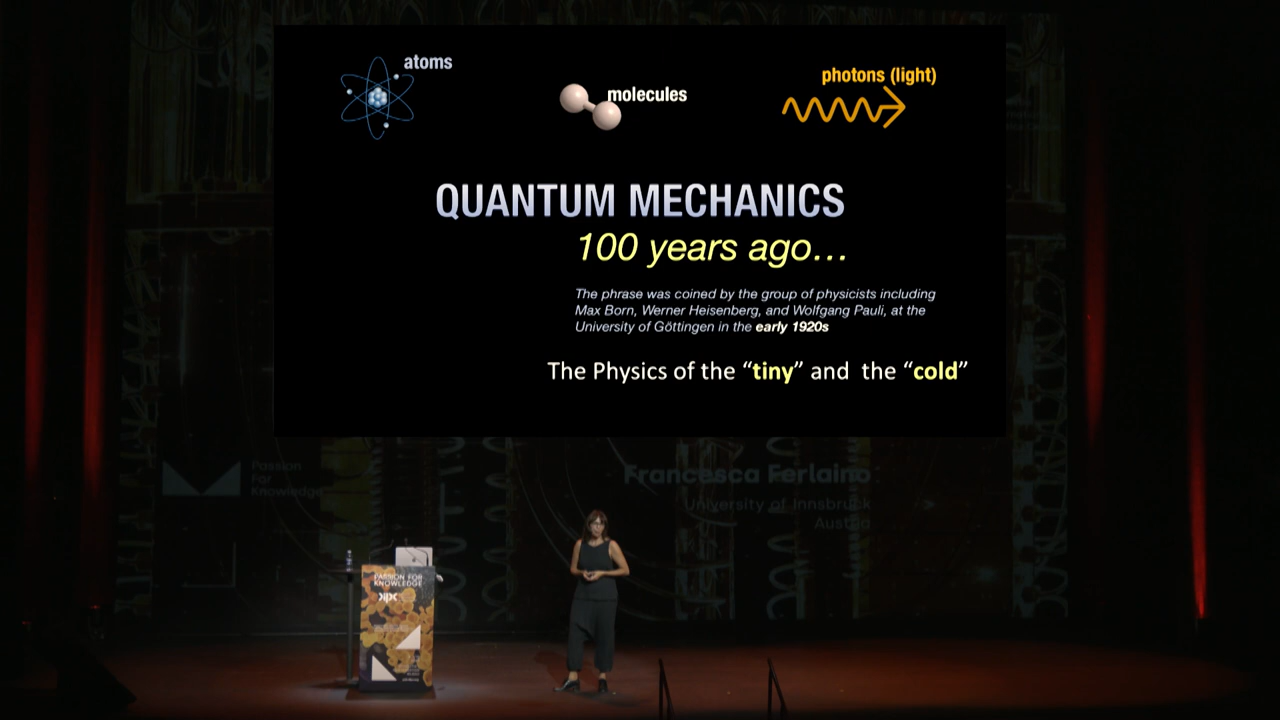 atoms
molecules
photons (light)
QUANTUM MECHANICS
100 years ago...
The phrase was coined by the group of physicists including
Max Born, Werner Heisenberg, and Wolfgang Pauli, at the
University of Göttingen in the early 1920s
The Physics of the “tiny” and the “cold”
Passion
For
Knowledge
Francesca Ferlaino
University of Innsbruck
Austria
PASSION FOR
KNOWLEDGE
dipc